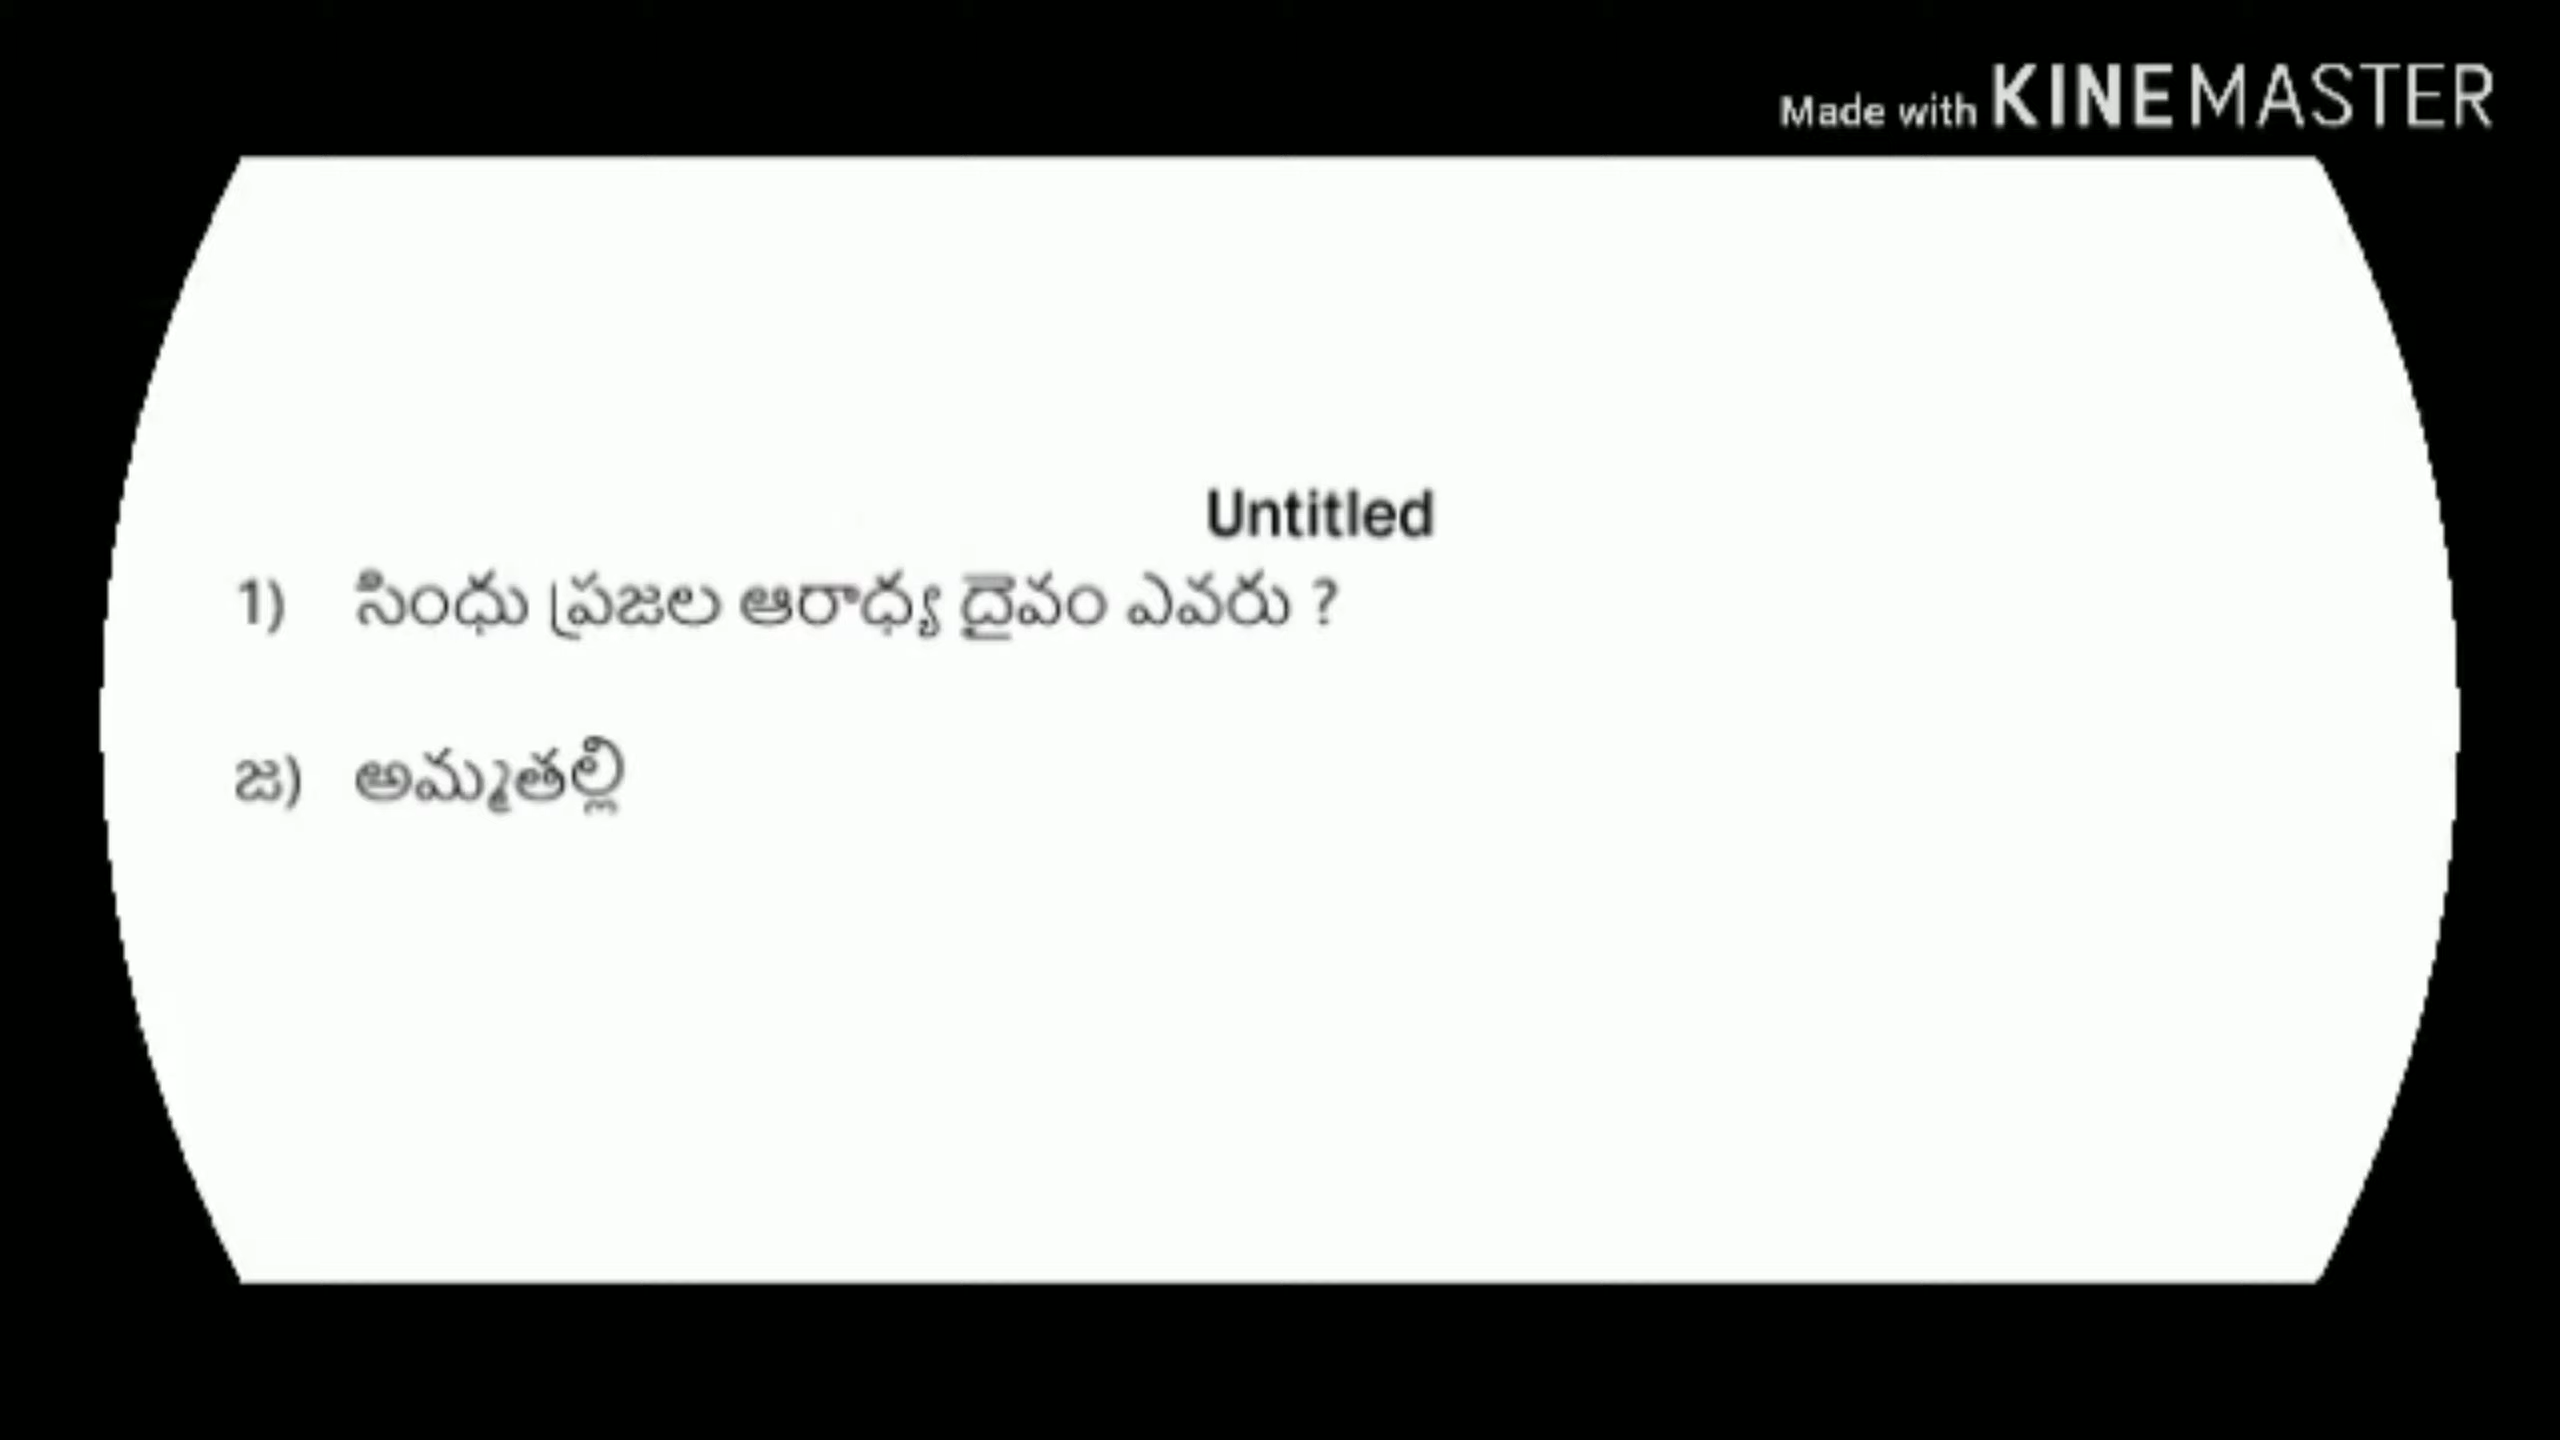 Made with KINEMASTER
Untitled
1) సింధు ప్రజల ఆరాధ్య దైవం ఎవరు ?
జ) అమ్మతల్లి